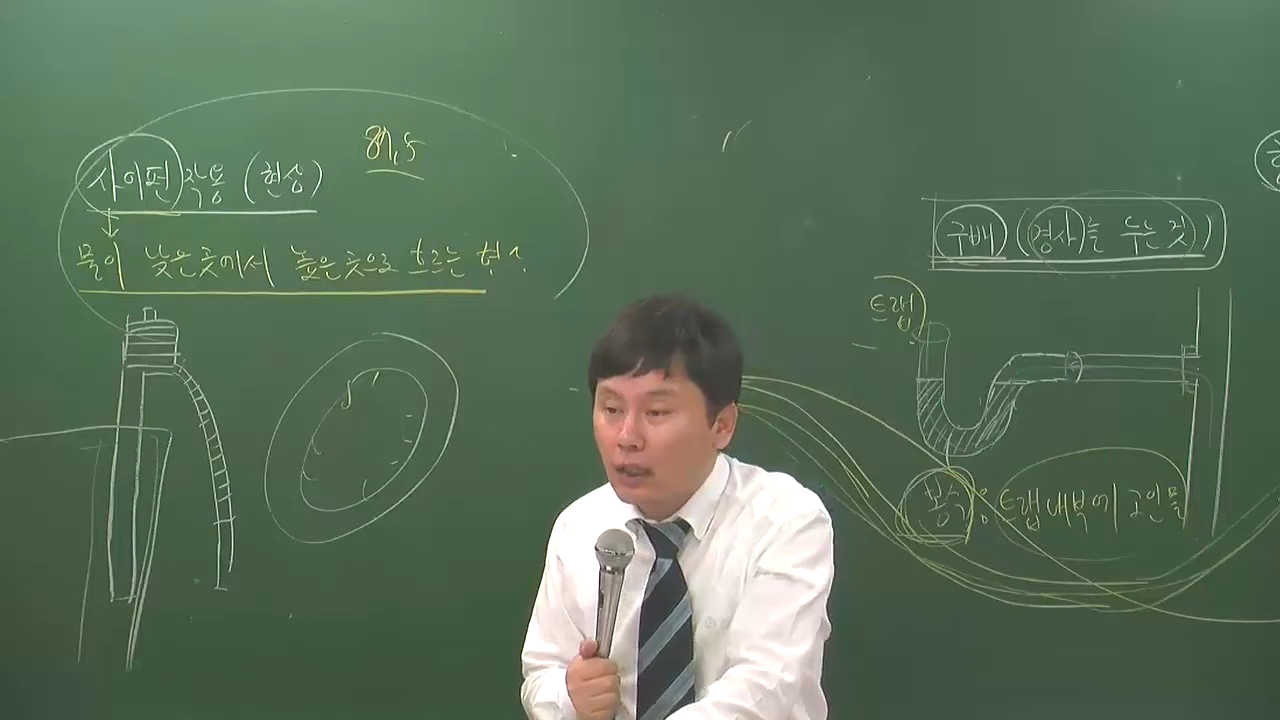 사이펀작용 (현상)
물이 낮은곳에서 높은곳으로 흐르는 현상
구배 (경사를 두는것)
트랩
봉수 : 트랩내부에 고인물